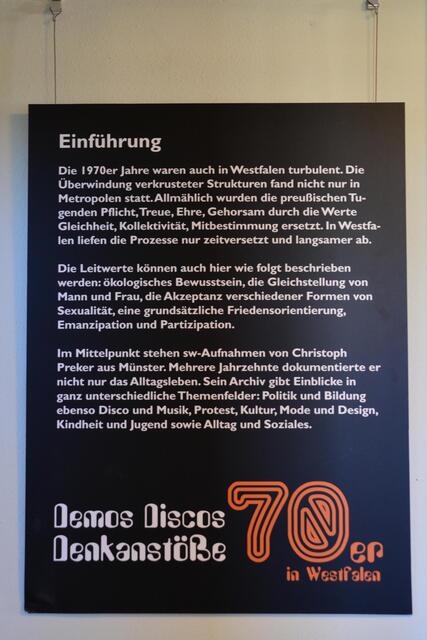 Einführung
Die 1970er Jahre waren auch in Westfalen turbulent. Die
Überwindung verkrusteter Strukturen fand nicht nur in
Metropolen statt. Allmählich wurden die preußischen Tu-
genden Pflicht, Treue, Ehre, Gehorsam durch die Werte
Gleichheit, Kollektivität, Mitbestimmung ersetzt. In Westfa-
len liefen die Prozesse nur zeitversetzt und langsamer ab.
Die Leitwerte können auch hier wie folgt beschrieben
werden: ökologisches Bewusstsein, die Gleichstellung von
Mann und Frau, die Akzeptanz verschiedener Formen von
Sexualität, eine grundsätzliche Friedensorientierung,
Emanzipation und Partizipation.
Im Mittelpunkt stehen sw-Aufnahmen von Christoph
Preker aus Münster. Mehrere Jahrzehnte dokumentierte er
nicht nur das Alltagsleben. Sein Archiv gibt Einblicke in
ganz unterschiedliche Themenfelder: Politik und Bildung
ebenso Disco und Musik, Protest, Kultur, Mode und Design,
Kindheit und Jugend sowie Alltag und Soziales.
Demos Discos
Denkanstöße
70er
in Westfalen